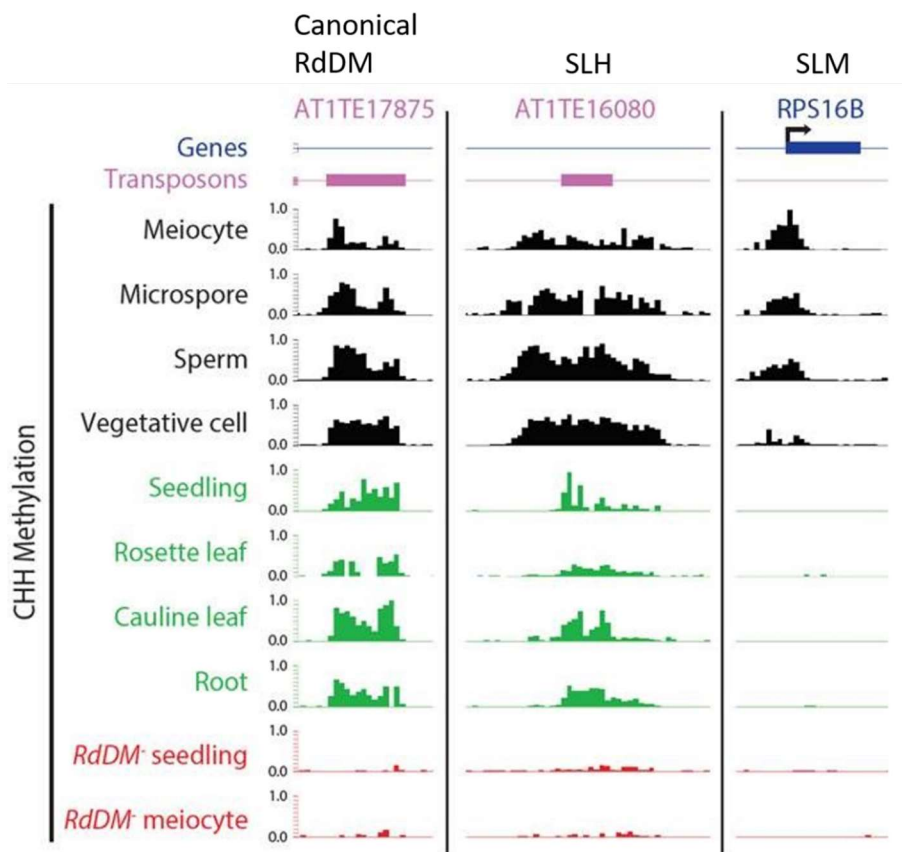 Canonical
RdDM SLH SLM
AT1TE17875 AT1TE16080 RPS16B
Genes
Transposons
CHH Methylation
Meiocyte 1.0 0.0
Microspore 1.0 0.0
Sperm 1.0 0.0
Vegetative cell 1.0 0.0
Seedling 1.0 0.0
Rosette leaf 1.0 0.0
Cauline leaf 1.0 0.0
Root 1.0 0.0
RdDM- seedling 1.0 0.0
RdDM- meiocyte 1.0 0.0